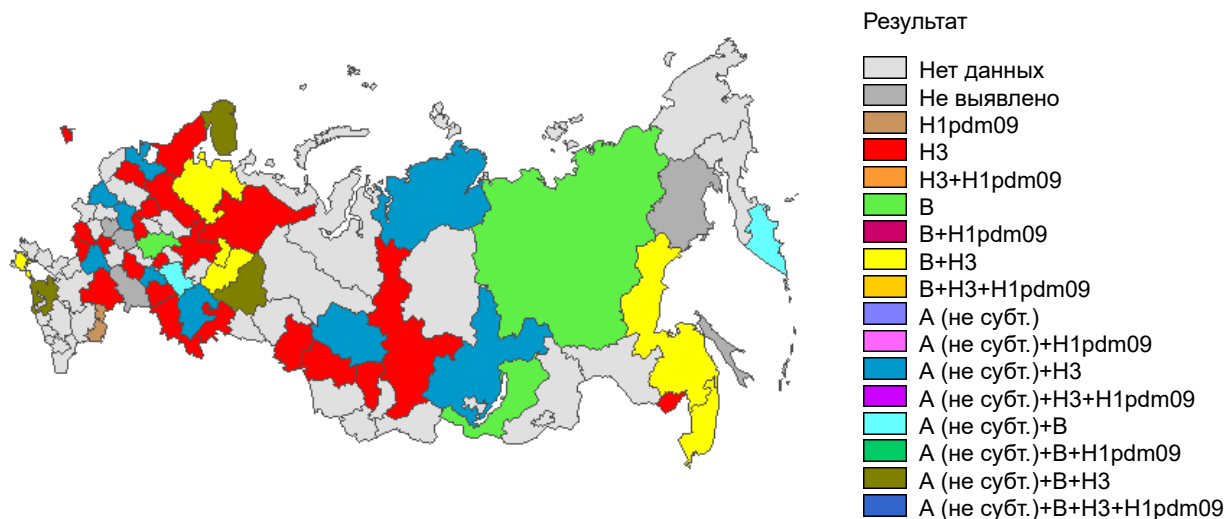 Результат
Нет данных
Не выявлено
H1pdm09
H3
H3+H1pdm09
B
B+H1pdm09
B+H3
B+H3+H1pdm09
A (не субт.)
A (не субт.)+H1pdm09
A (не субт.)+H3
A (не субт.)+H3+H1pdm09
A (не субт.)+B
A (не субт.)+B+H1pdm09
A (не субт.)+B+H3
A (не субт.)+B+H3+H1pdm09